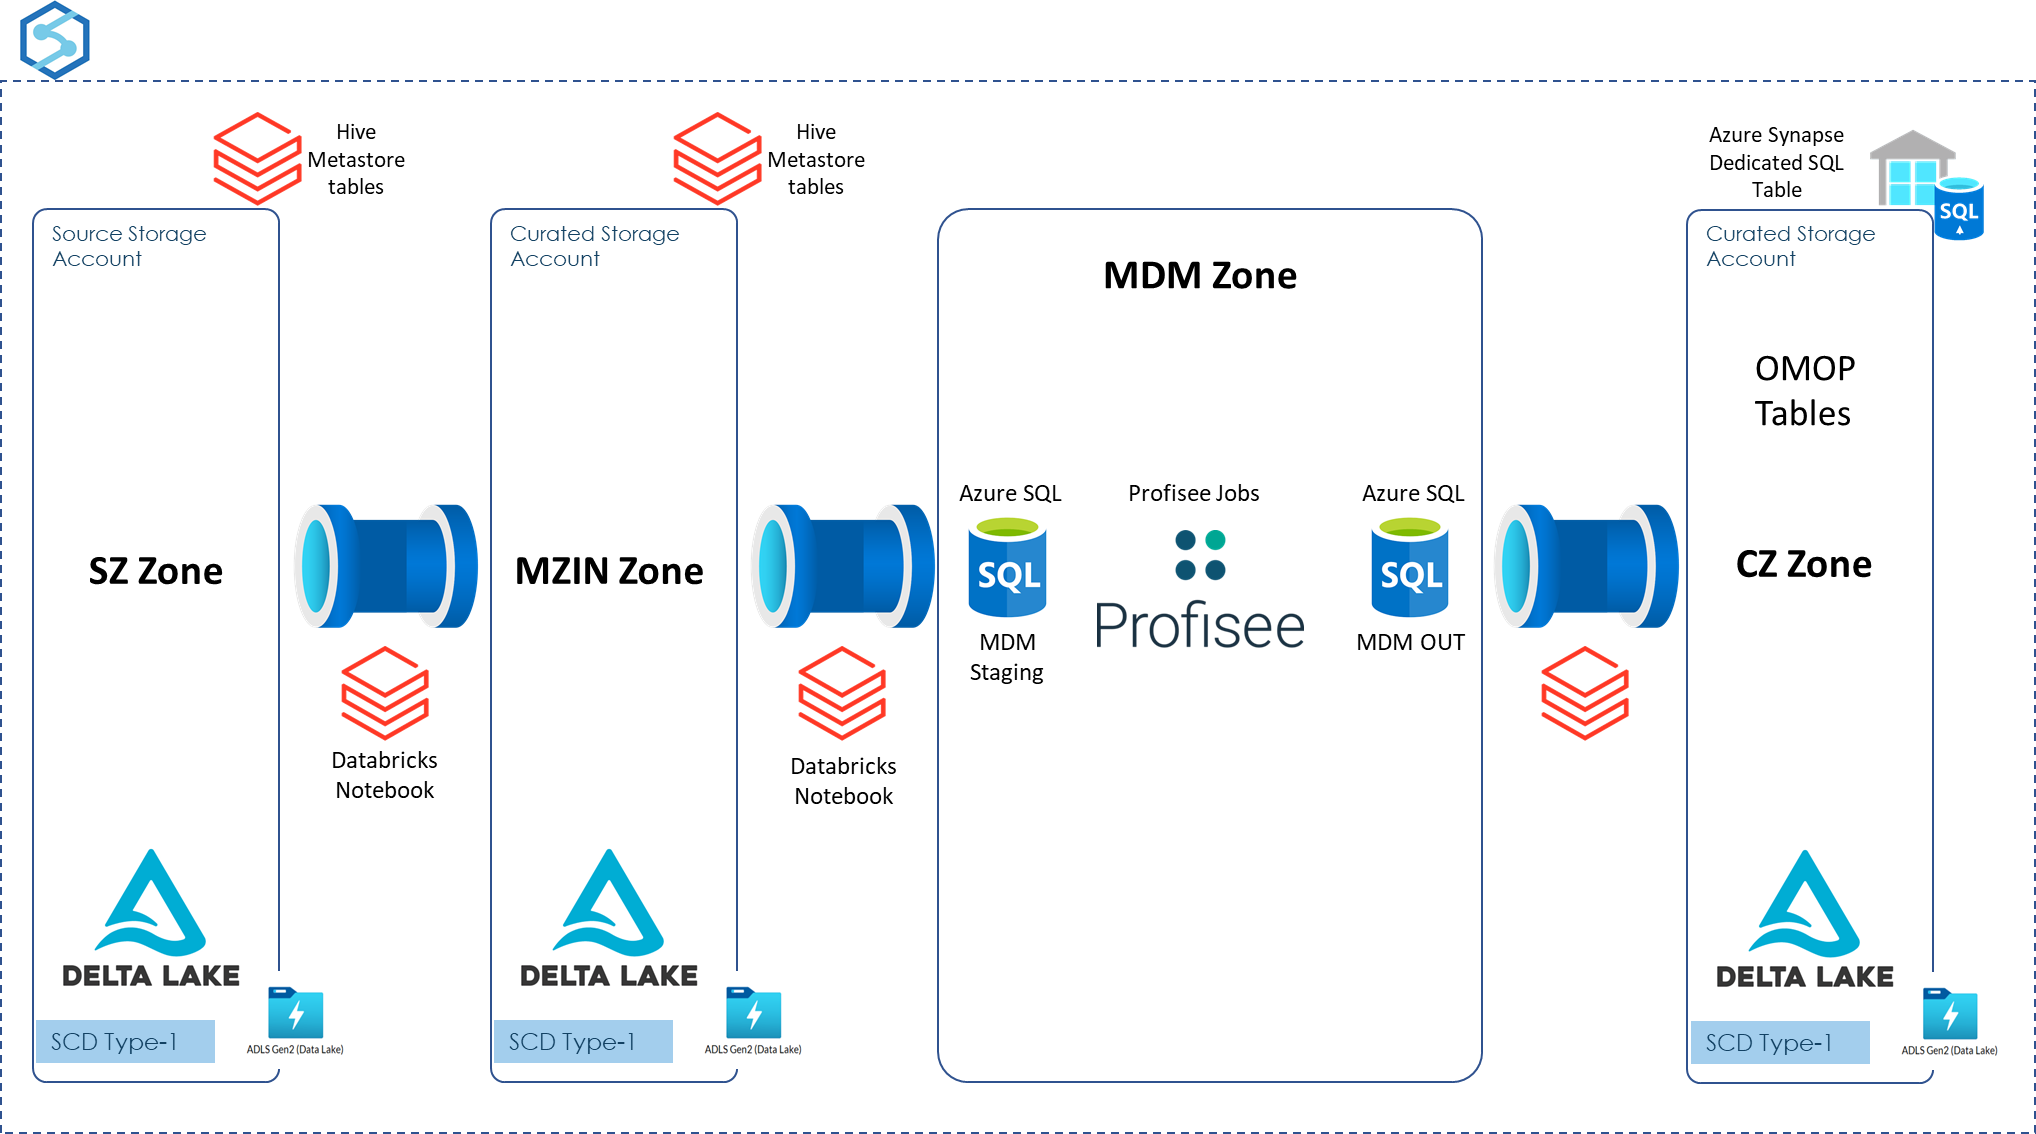 Hive
Metastore
tables
Hive
Metastore
tables
Azure Synapse
Dedicated SQL
Table
SQL
Source Storage
Account
Curated Storage
Account
MDM Zone
Curated Storage
Account
OMOP
Tables
Azure SQL
Profisee Jobs
Azure SQL
SZ Zone
MZIN Zone
SQL
Profisee
SQL
CZ Zone
MDM
Staging
MDM OUT
Databricks
Notebook
Databricks
Notebook
DELTA LAKE
DELTA LAKE
DELTA LAKE
SCD Type-1
ADLS Gen2 (Data Lake)
SCD Type-1
ADLS Gen2 (Data Lake)
SCD Type-1
ADLS Gen2 (Data Lake)